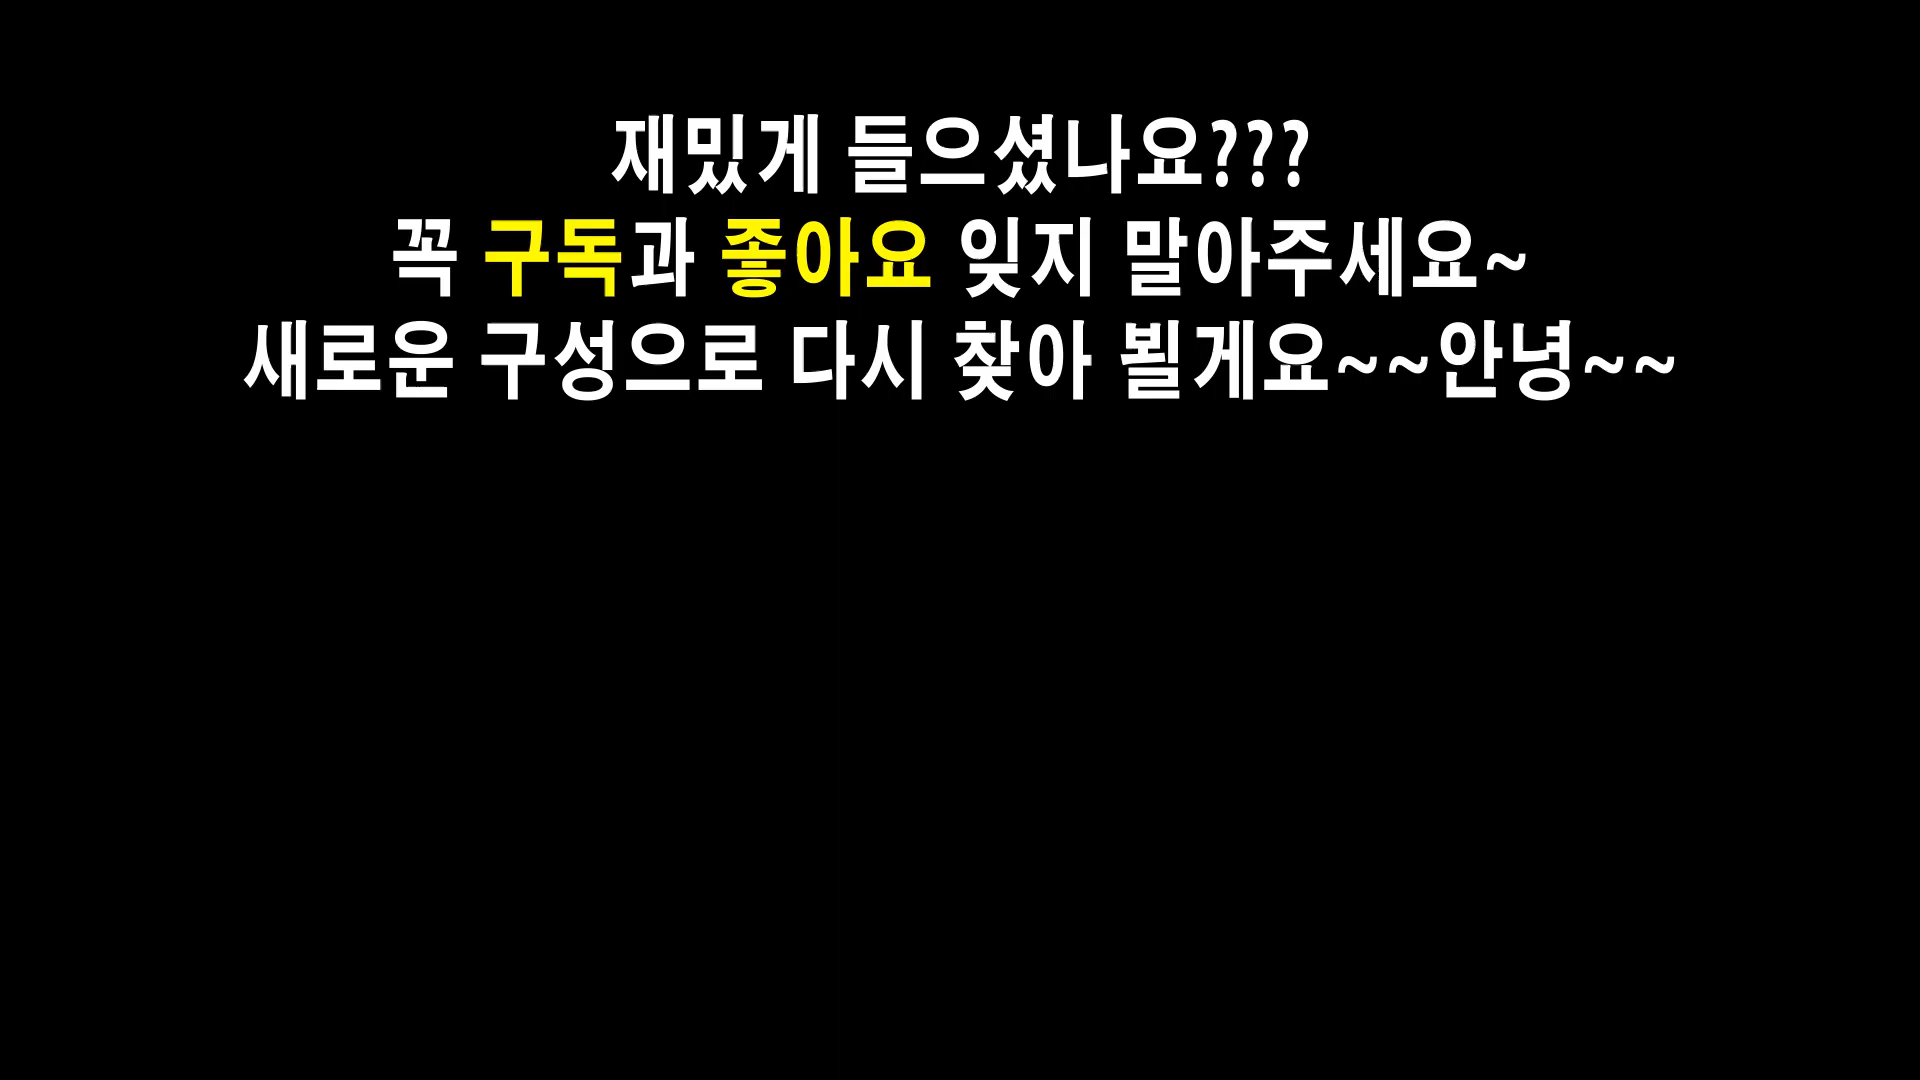 재밌게 들으셨나요???
꼭 구독과 좋아요 잊지 말아주세요~
새로운 구성으로 다시 찾아 뵐게요~~안녕~~